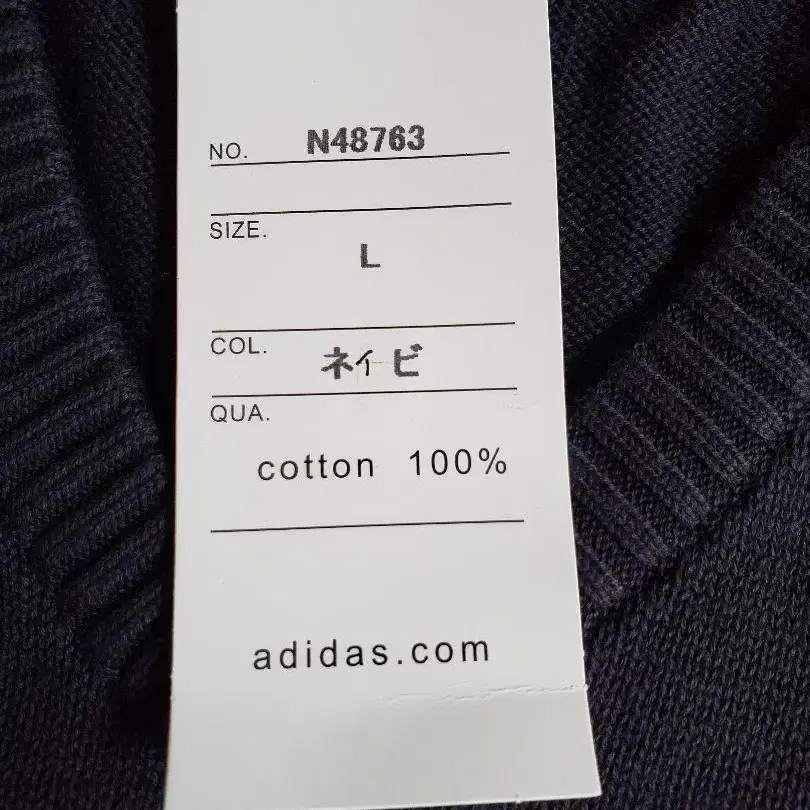 NO. N48763
SIZE.
L
COL. ネイビ
QUA.
cotton 100%
adidas.com